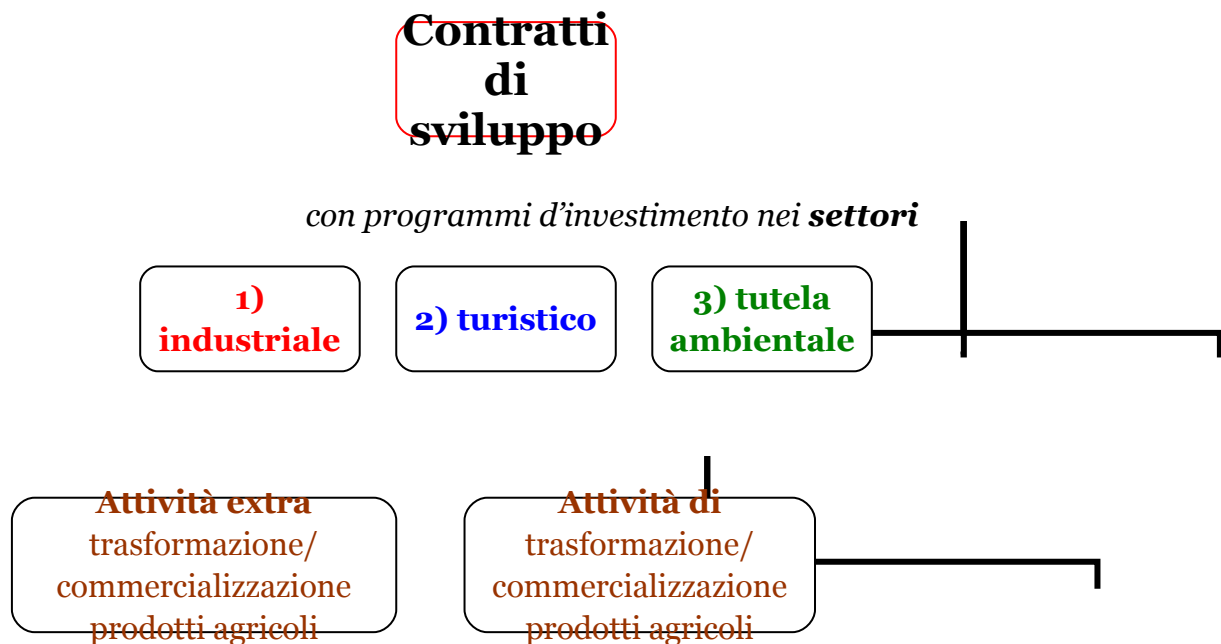 Contratti
di
sviluppo
con programmi d'investimento nei settori
1)
industriale
2) turistico
3) tutela
ambientale
Attività extra
trasformazione/
commercializzazione
prodotti agricoli
Attività di
trasformazione/
commercializzazione
prodotti agricoli